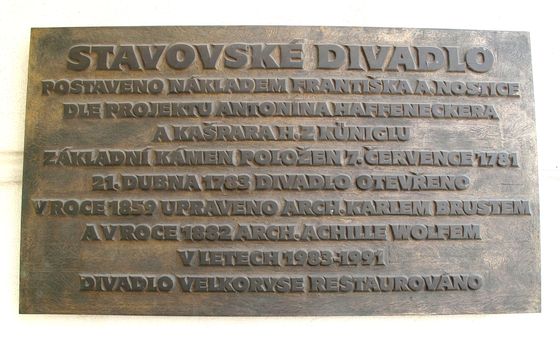 STAVOVSKÉ DIVADLO
POSTAVENO NÁKLADEM FRANTIŠKA A. NOSTICE
DLE PROJEKTU ANTONÍNA HAFFENECKERA
A KAŠPARA H. Z KÜNIGLU
ZÁKLADNÍ KÁMEN POLOŽEN 7. ČERVENCE 1781
21. DUBNA 1783 DIVADLO OTEVŘENO
V ROCE 1859 UPRAVENO ARCH. KARLEM BRUSTEM
A V ROCE 1882 ARCH. ACHILLE WOLFEM
V LETECH 1983-1991
DIVADLO VELKORYSE RESTAUROVÁNO